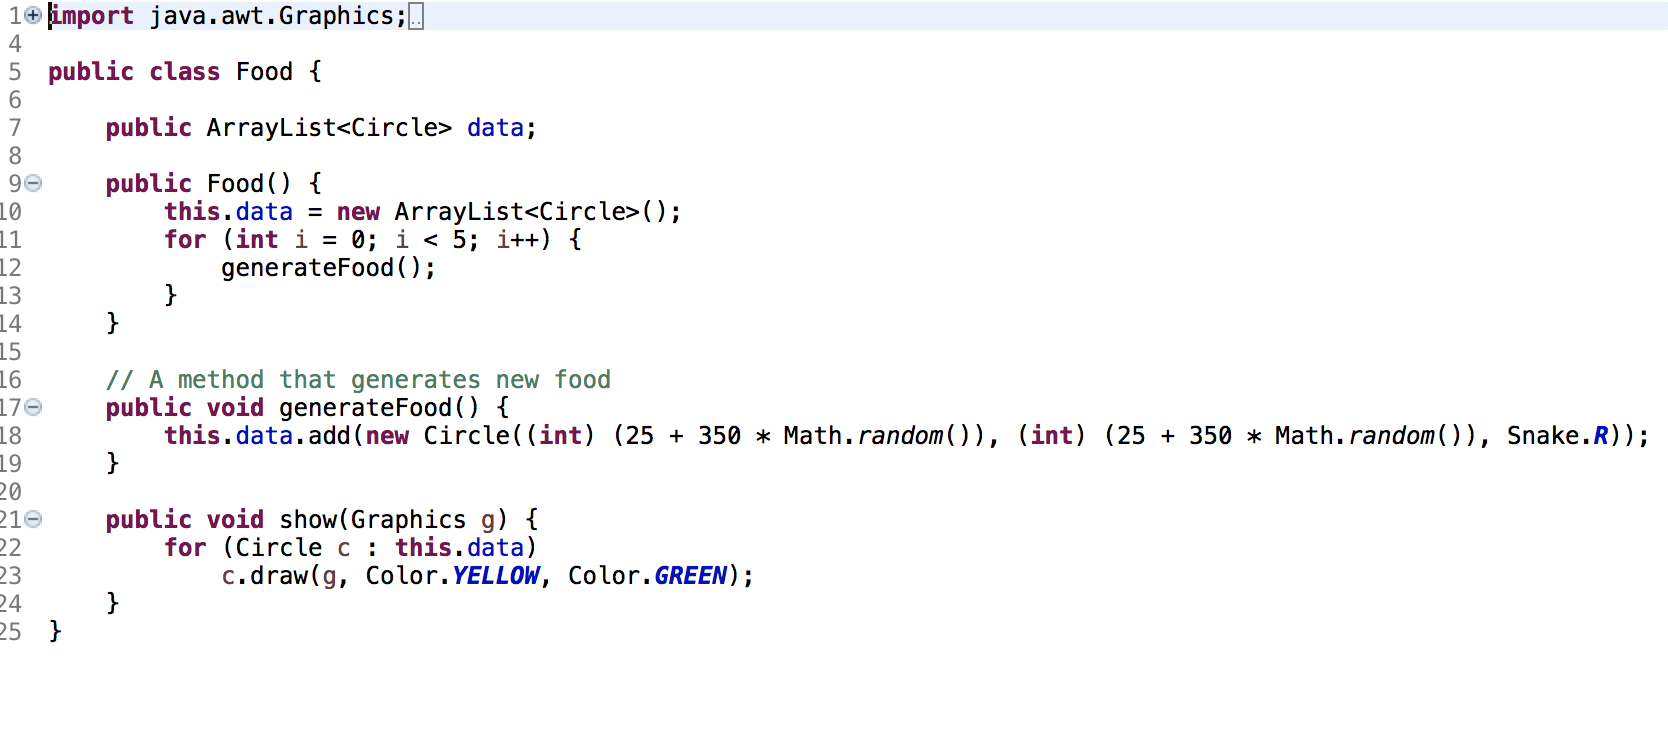 1 import java.awt.Graphics;..
4
5 public class Food {
6
7     public ArrayList<Circle> data;
8
9     public Food() {
10         this.data = new ArrayList<Circle>();
11         for (int i = 0; i < 5; i++) {
12             generateFood();
13         }
14     }
15
16     // A method that generates new food
17     public void generateFood() {
18         this.data.add(new Circle((int) (25 + 350 * Math.random()), (int) (25 + 350 * Math.random()), Snake.R));
19     }
20
21     public void show(Graphics g) {
22         for (Circle c : this.data)
23             c.draw(g, Color.YELLOW, Color.GREEN);
24     }
25 }